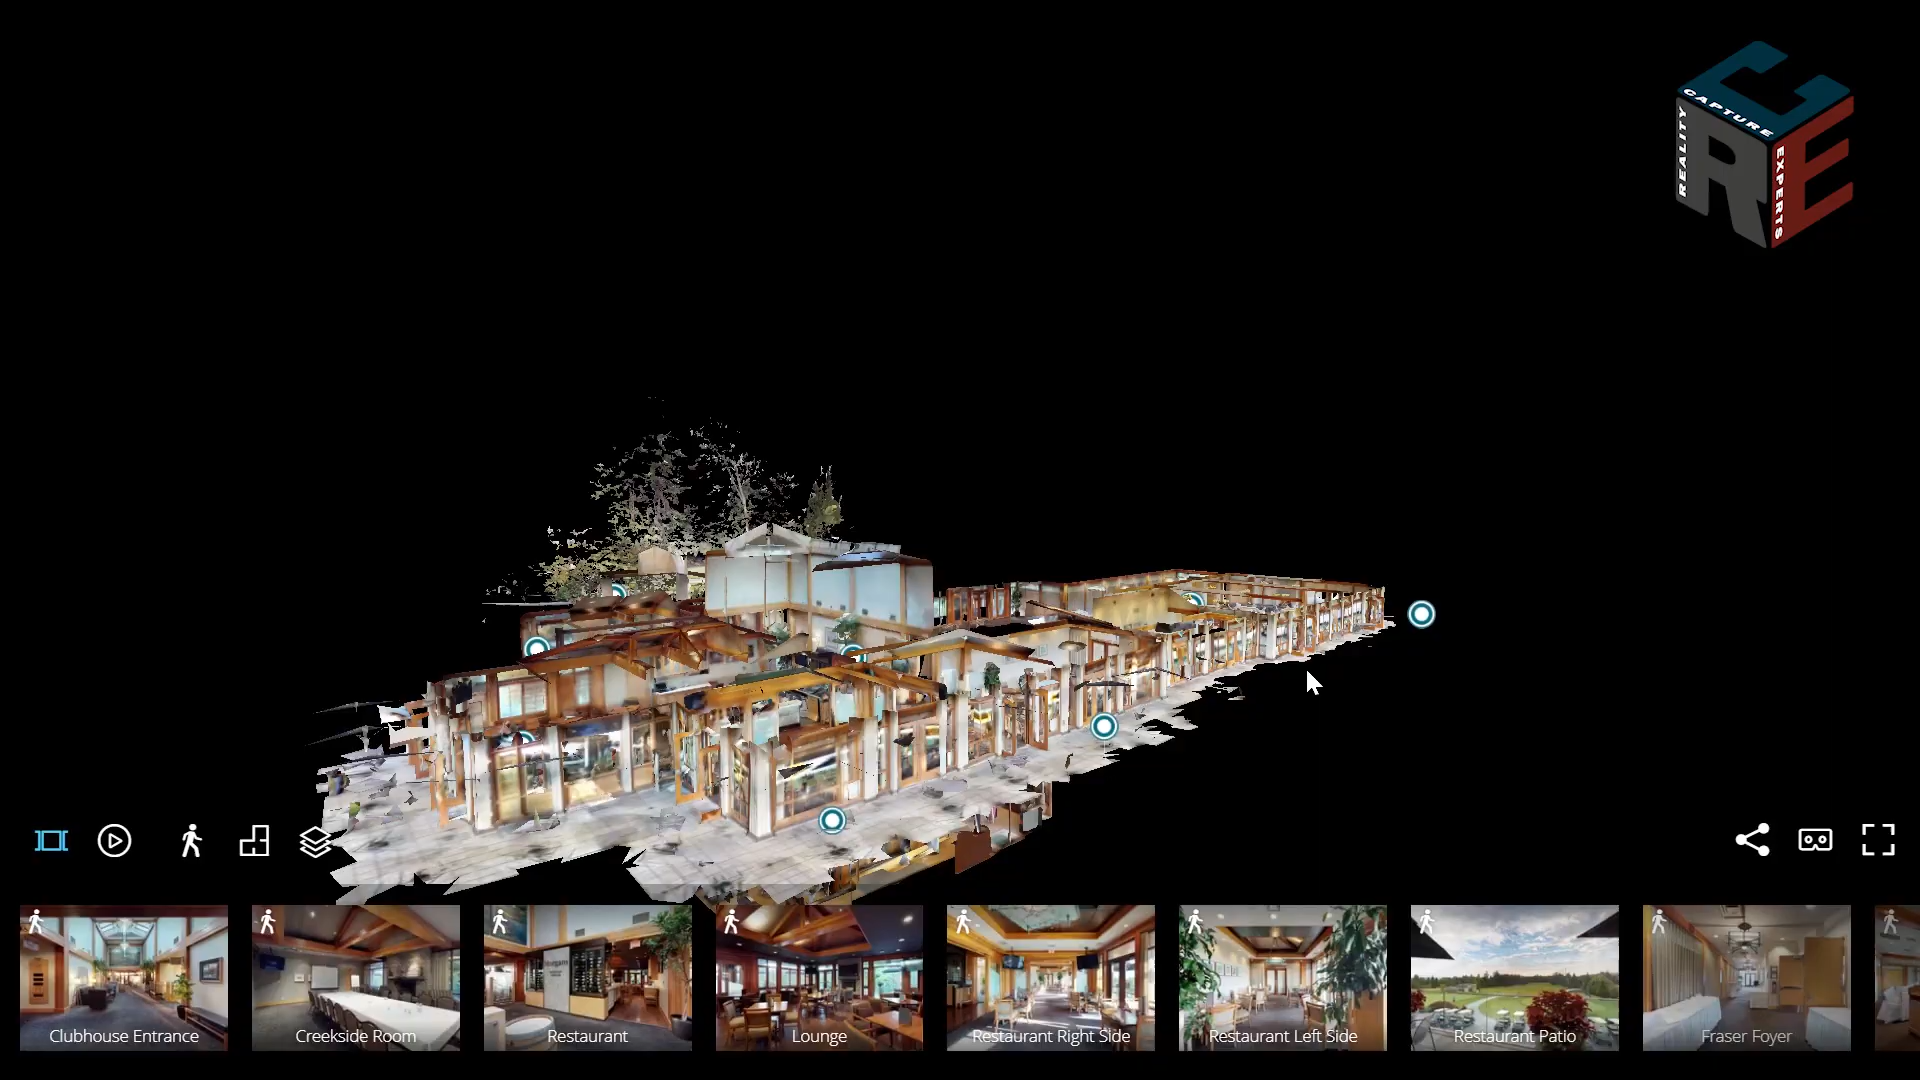 CAPTURE
REALITY
EXPERTS
C
R
E
Clubhouse Entrance
Creekside Room
Restaurant
Lounge
Restaurant Right Side
Restaurant Left Side
Restaurant Patio
Fraser Foyer